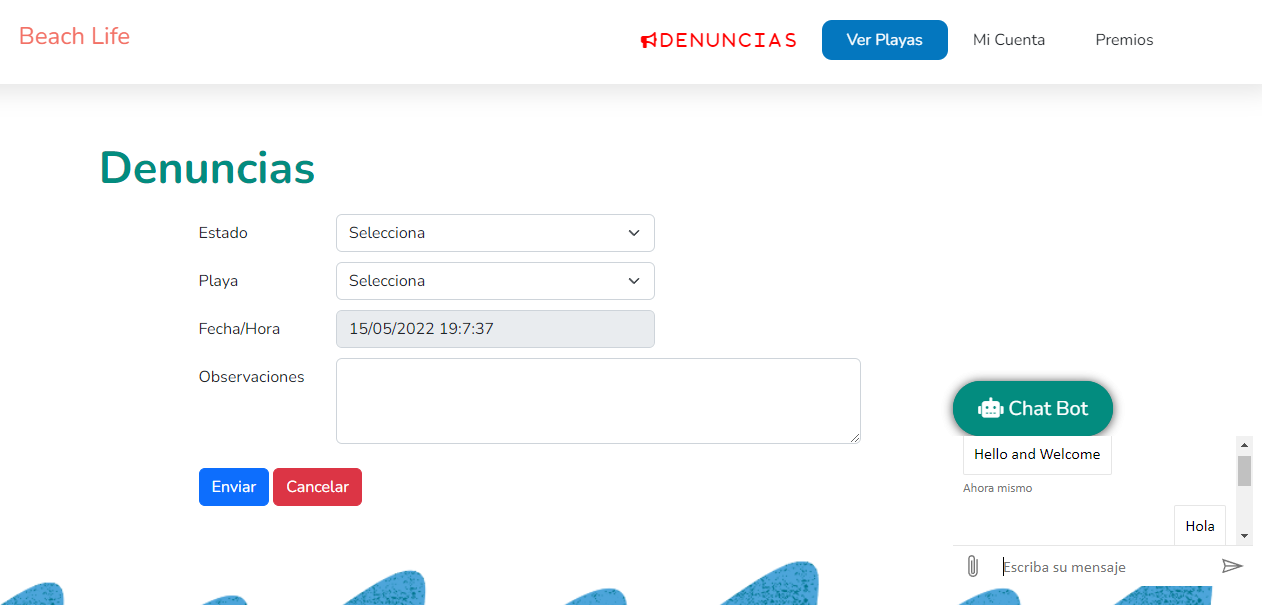 Beach Life
DENUNCIAS
Ver Playas
Mi Cuenta
Premios
Denuncias
Estado
Selecciona
Playa
Selecciona
Fecha/Hora
15/05/2022 19:7:37
Observaciones
Enviar
Cancelar
Chat Bot
Hello and Welcome
Ahora mismo
Hola
Escriba su mensaje